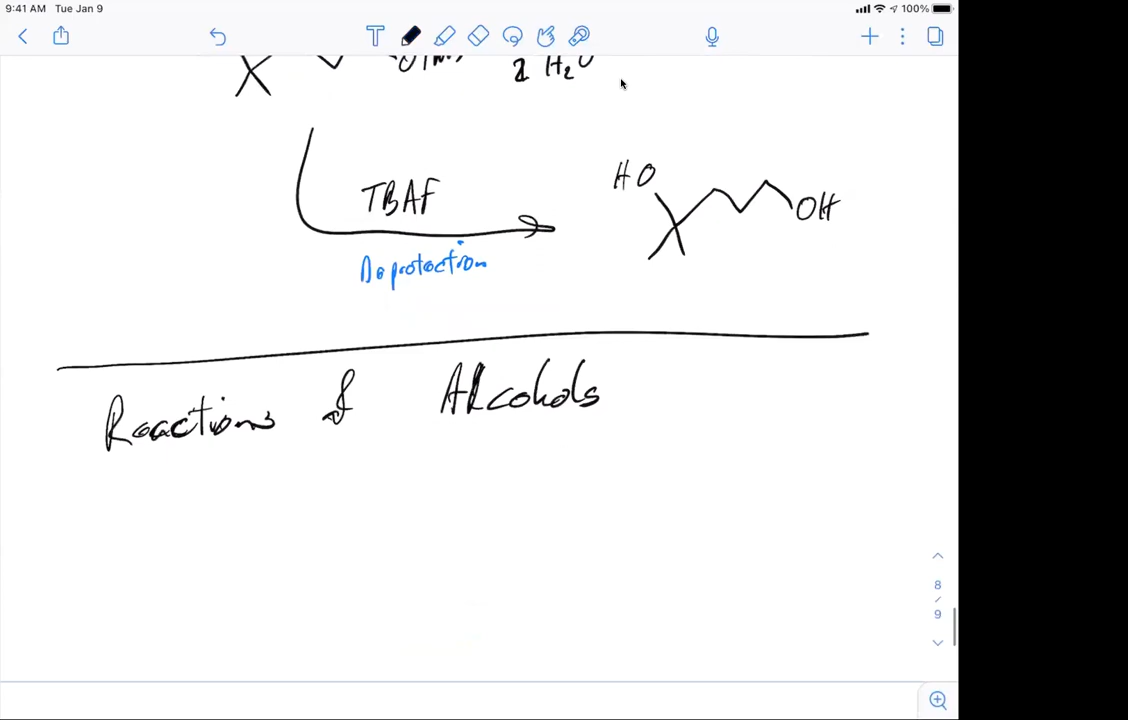 9:41 AM Tue Jan 9
100%
2 H₂O
TBAF
Deprotection
HO
OH
Reactions of Alcohols
8
/
9